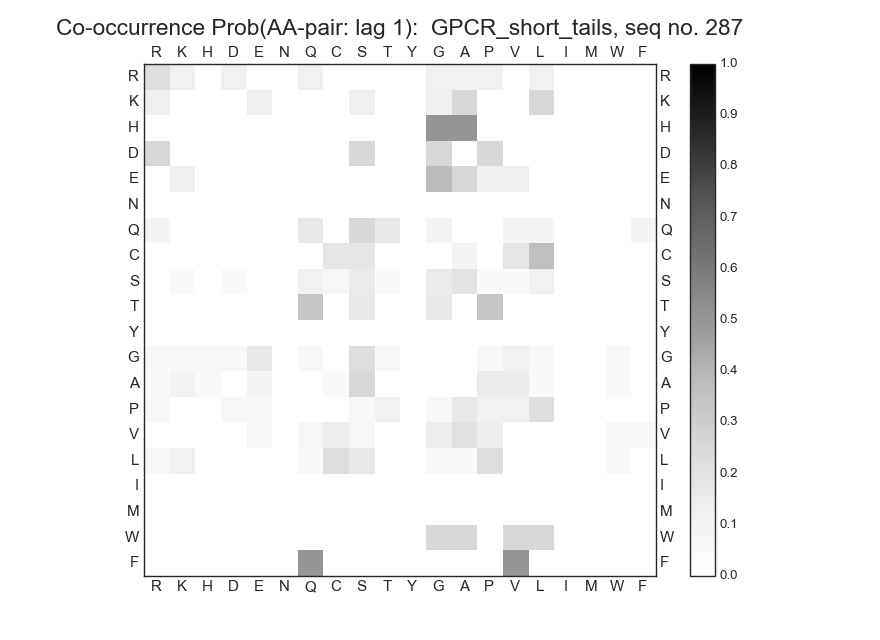 Co-occurrence Prob(AA-pair: lag 1):  GPCR_short_tails, seq no. 287
R K H D E N Q C S T Y G A P V L I M W F
R R 1.0
K K 0.9
H H
D D 0.8
E E
N N 0.7
Q Q
C C 0.6
S S
T T 0.5
Y Y
G G 0.4
A A
P P 0.3
V V
L L 0.2
I I
M M 0.1
W W
F F 0.0
R K H D E N Q C S T Y G A P V L I M W F